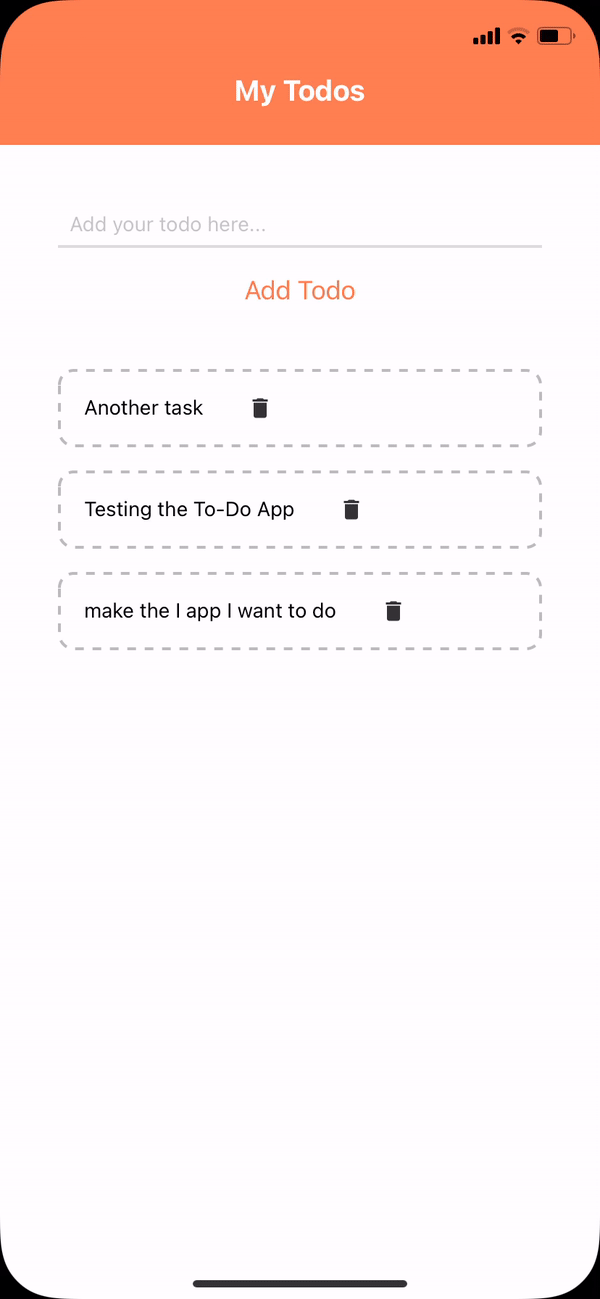 My Todos
Add your todo here...
Add Todo
Another task
Testing the To-Do App
make the I app I want to do